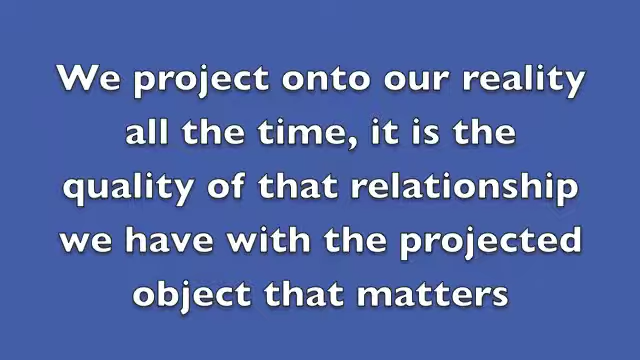 We project onto our reality
all the time, it is the
quality of that relationship
we have with the projected
object that matters